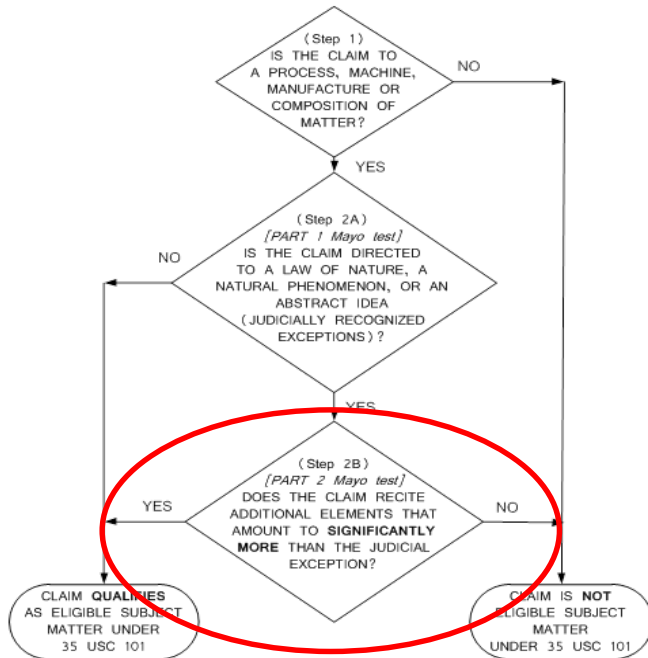 (Step 1)
IS THE CLAIM TO
A PROCESS, MACHINE,
MANUFACTURE OR
COMPOSITION OF
MATTER?
NO
YES
(Step 2A)
[PART 1 Mayo test]
IS THE CLAIM DIRECTED
TO A LAW OF NATURE, A
NATURAL PHENOMENON, OR AN
ABSTRACT IDEA
(JUDICIALLY RECOGNIZED
EXCEPTIONS)?
NO
YES
(Step 2B)
[PART 2 Mayo test]
DOES THE CLAIM RECITE
ADDITIONAL ELEMENTS THAT
AMOUNT TO SIGNIFICANTLY
MORE THAN THE JUDICIAL
EXCEPTION?
YES
NO
CLAIM QUALIFIES
AS ELIGIBLE SUBJECT
MATTER UNDER
35 USC 101
CLAIM IS NOT
ELIGIBLE SUBJECT
MATTER
UNDER 35 USC 101